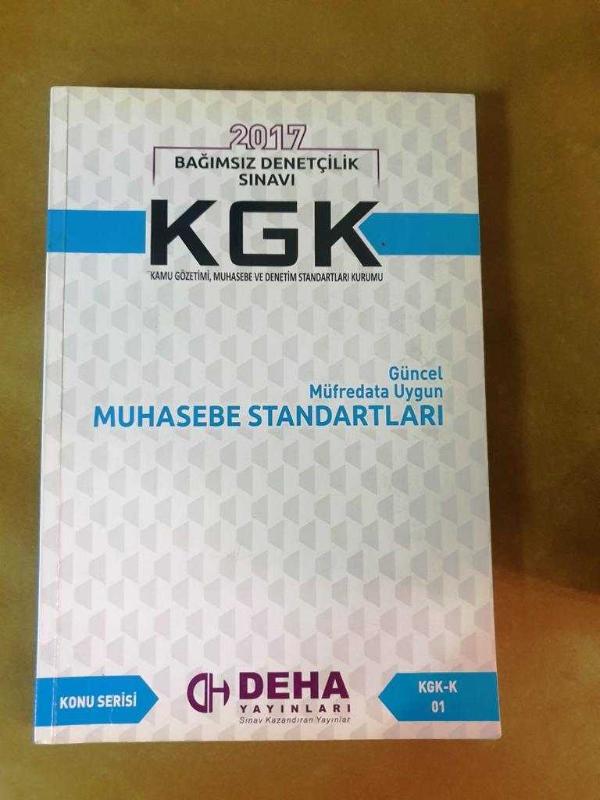 2017
BAĞIMSIZ DENETÇİLİK
SINAVI
KGK
KAMU GÖZETİMİ, MUHASEBE VE DENETİM STANDARTLARI KURUMU
Güncel
Müfredata Uygun
MUHASEBE STANDARTLARI
KONU SERİSİ
DEHA
YAYINLARI
Sınav Kazandıran Yayınlar
KGK-K
01